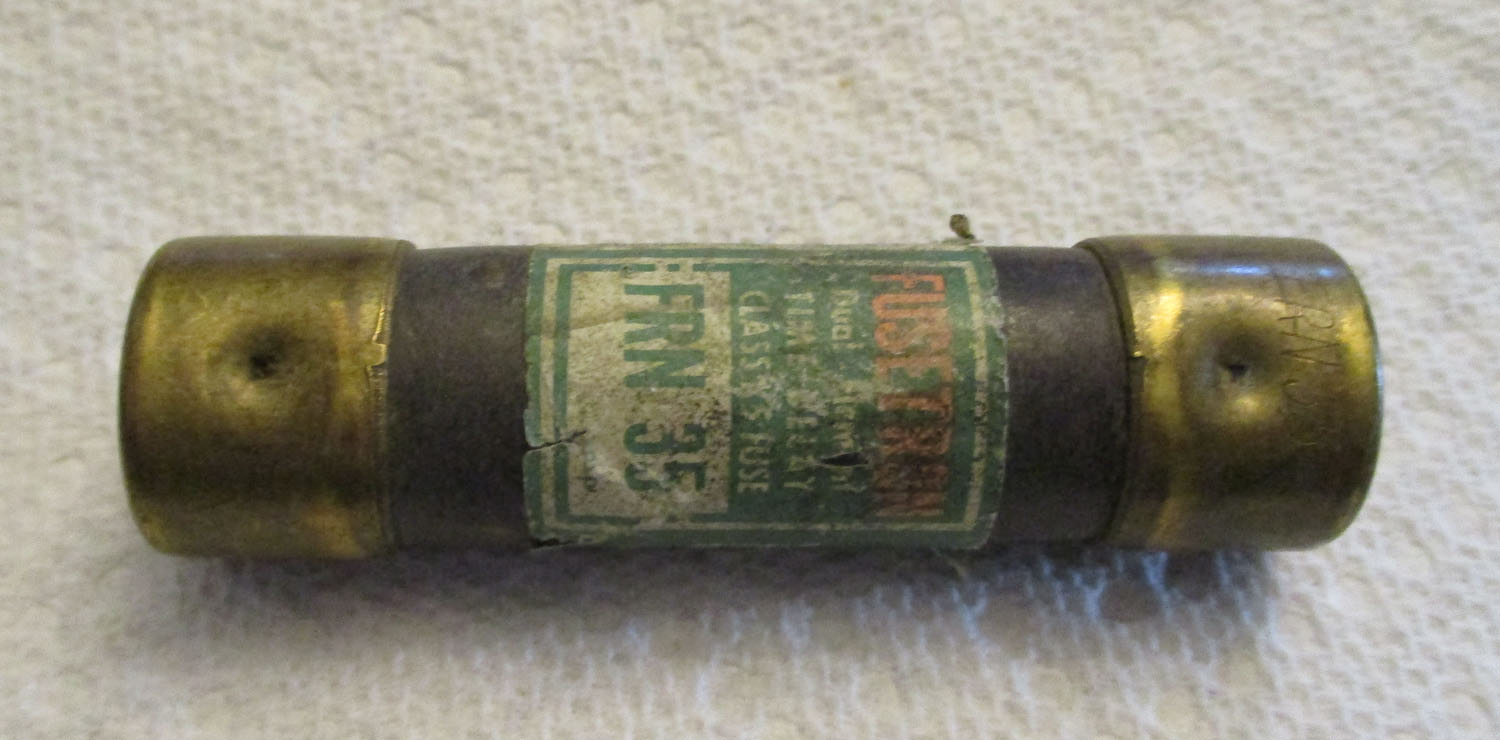 FUSETRON
Dual-Element
TIME-DELAY
CLASS K5 FUSE
FRN 35